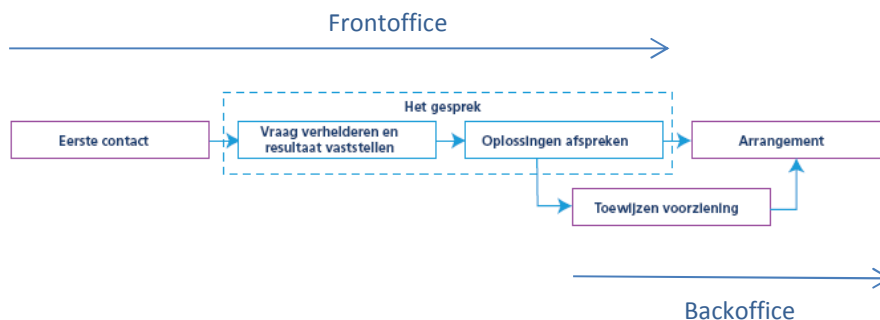 Frontoffice
Het gesprek
Eerste contact
Vraag verhelderen en
resultaat vaststellen
Oplossingen afspreken
Arrangement
Toewijzen voorziening
Backoffice